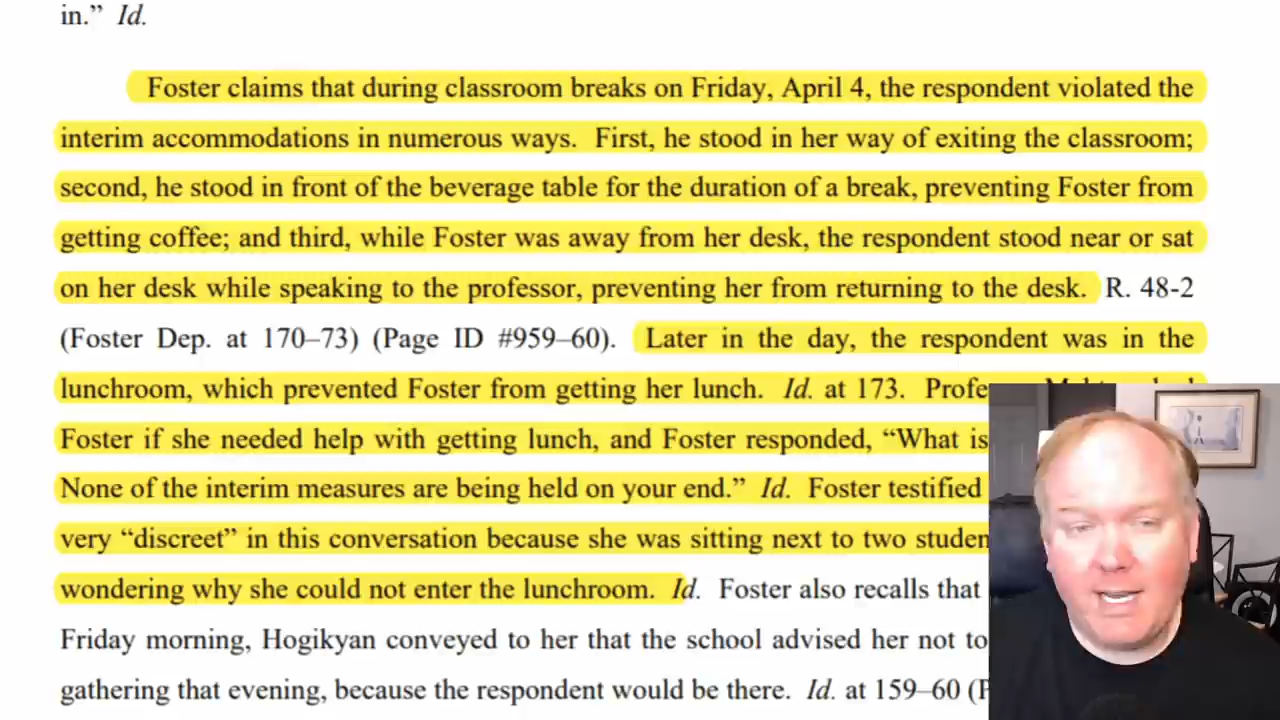 in.” Id.
Foster claims that during classroom breaks on Friday, April 4, the respondent violated the
interim accommodations in numerous ways. First, he stood in her way of exiting the classroom;
second, he stood in front of the beverage table for the duration of a break, preventing Foster from
getting coffee; and third, while Foster was away from her desk, the respondent stood near or sat
on her desk while speaking to the professor, preventing her from returning to the desk. R. 48-2
(Foster Dep. at 170–73) (Page ID #959–60). Later in the day, the respondent was in the
lunchroom, which prevented Foster from getting her lunch. Id. at 173.
Foster if she needed help with getting lunch, and Foster responded, “What is
None of the interim measures are being held on your end.” Id. Foster testified
very “discreet” in this conversation because she was sitting next to two
wondering why she could not enter the lunchroom. Id. Foster also recalls that
Friday morning, Hogikyan conveyed to her that the school advised her not to
gathering that evening, because the respondent would be there. Id. at 159–60